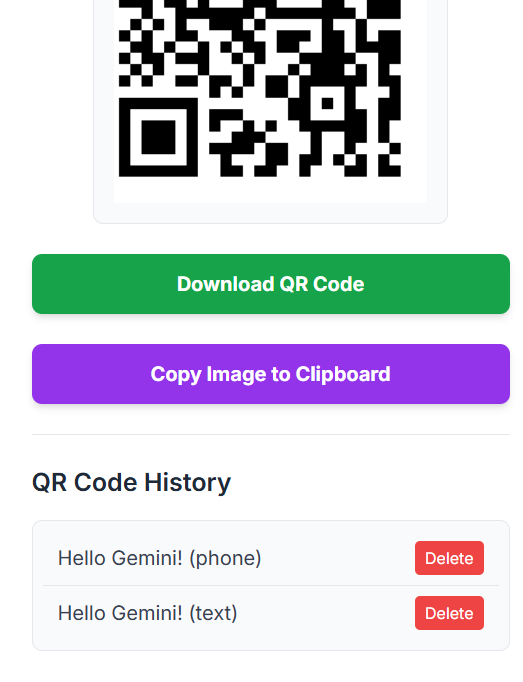 Download QR Code
Copy Image to Clipboard
QR Code History
Hello Gemini! (phone)
Delete
Hello Gemini! (text)
Delete